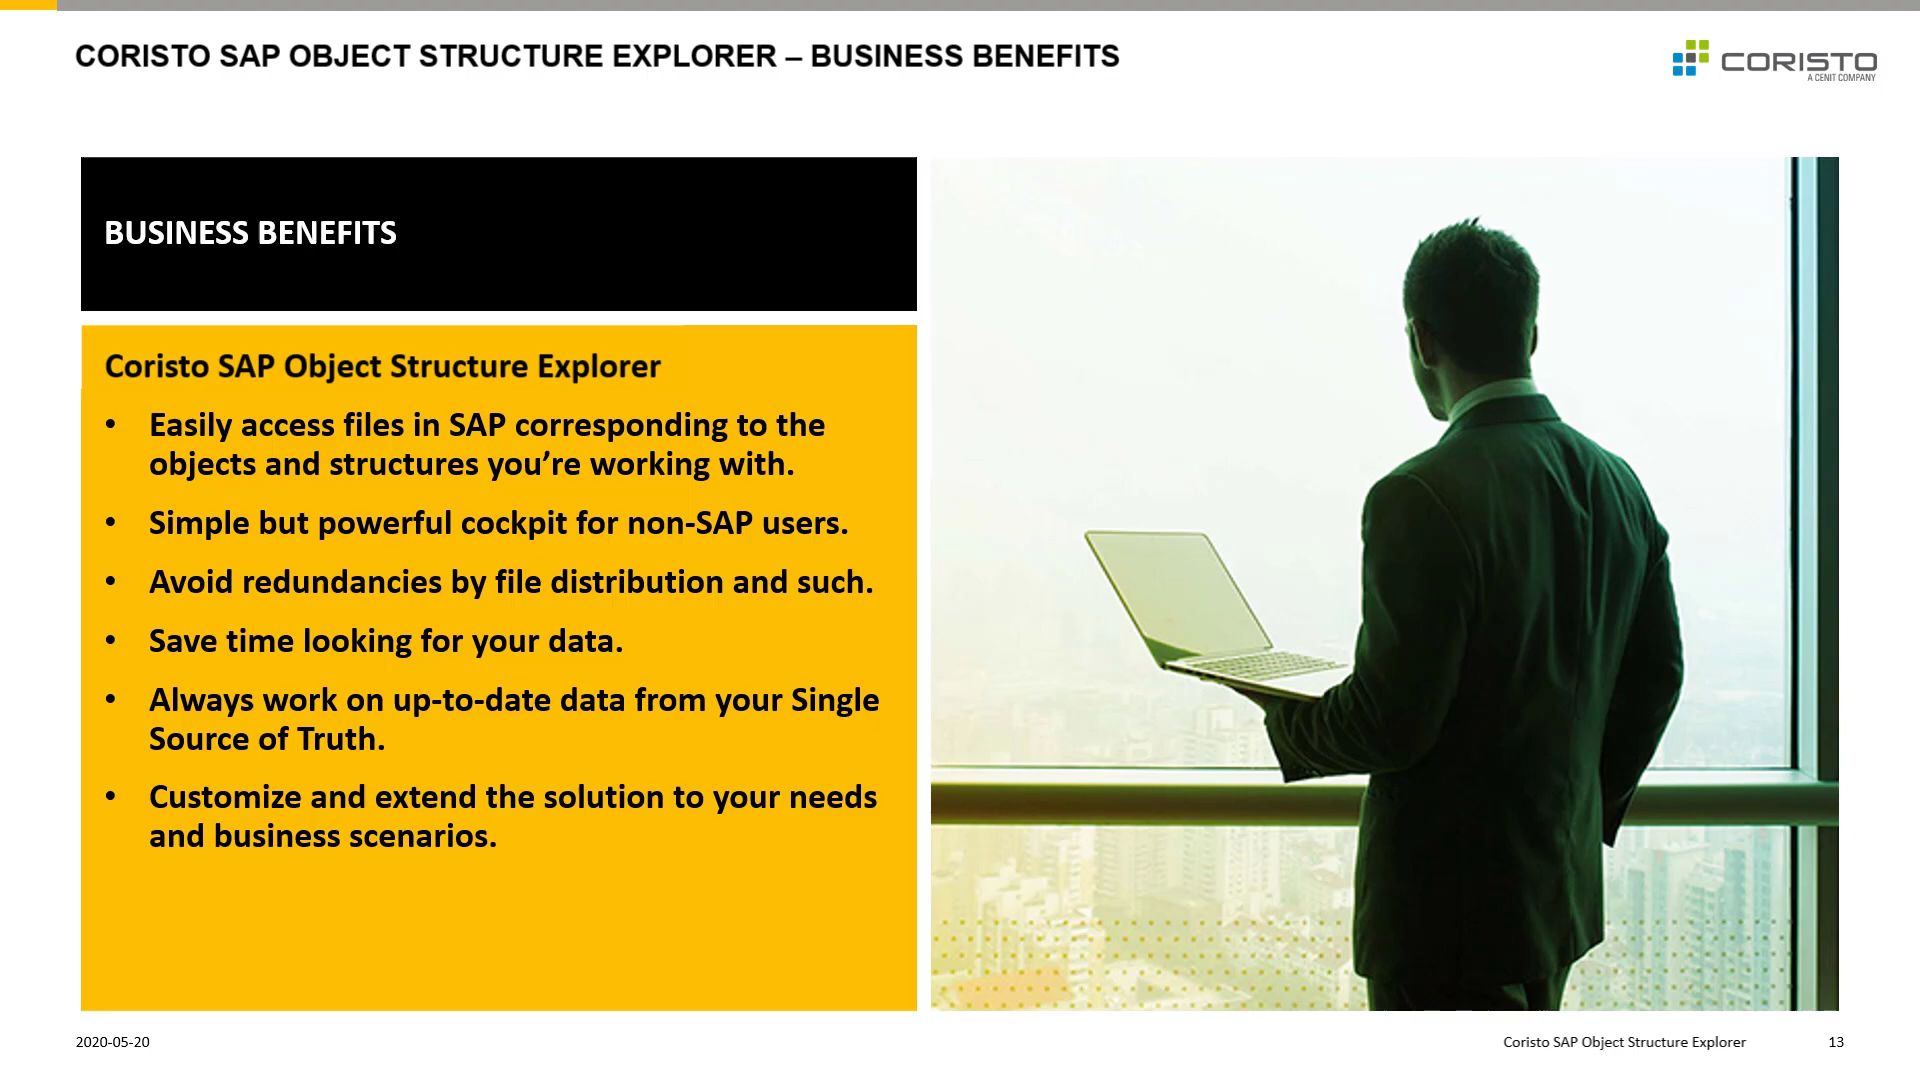 CORISTO SAP OBJECT STRUCTURE EXPLORER – BUSINESS BENEFITS
CORISTO
A CENIT COMPANY
BUSINESS BENEFITS
Coristo SAP Object Structure Explorer
• Easily access files in SAP corresponding to the
objects and structures you’re working with.
• Simple but powerful cockpit for non-SAP users.
• Avoid redundancies by file distribution and such.
• Save time looking for your data.
• Always work on up-to-date data from your Single
Source of Truth.
• Customize and extend the solution to your needs
and business scenarios.
2020-05-20
Coristo SAP Object Structure Explorer
13